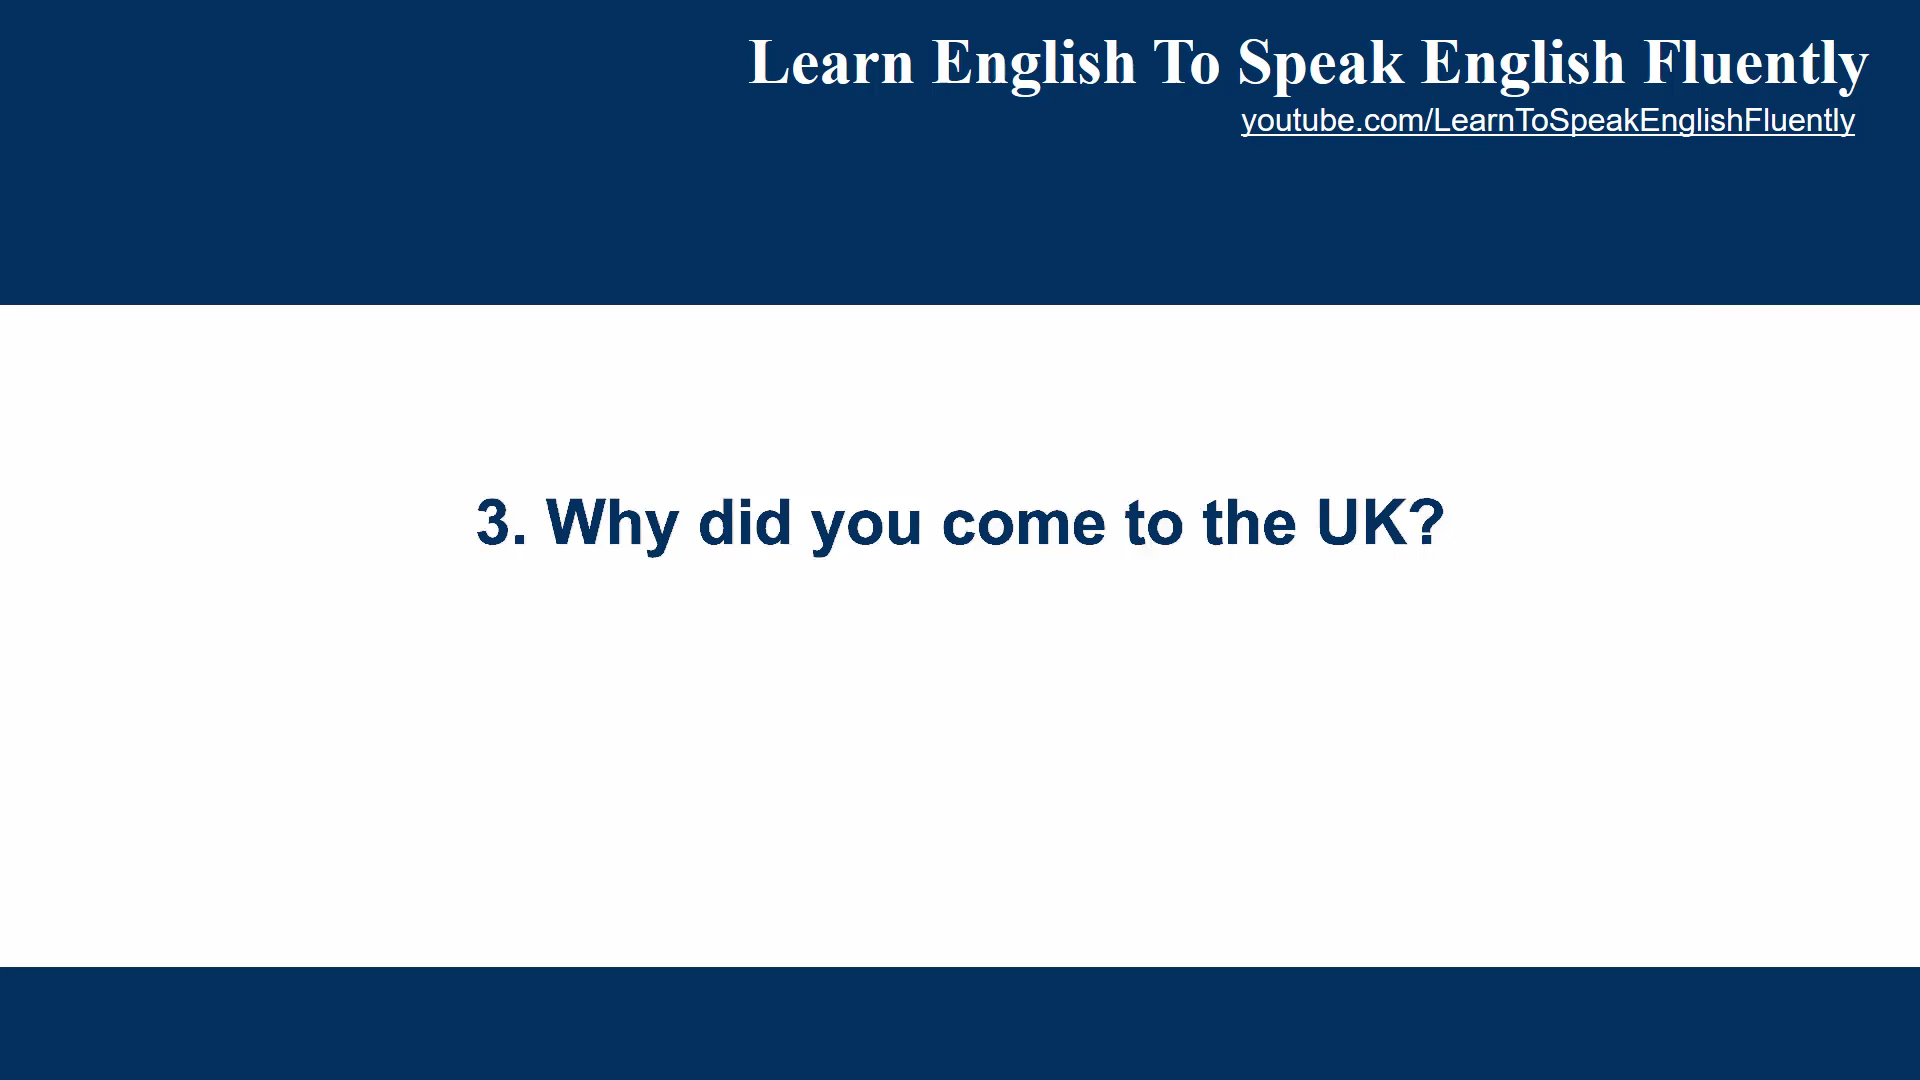 Learn English To Speak English Fluently
youtube.com/LearnToSpeakEnglishFluently
3. Why did you come to the UK?